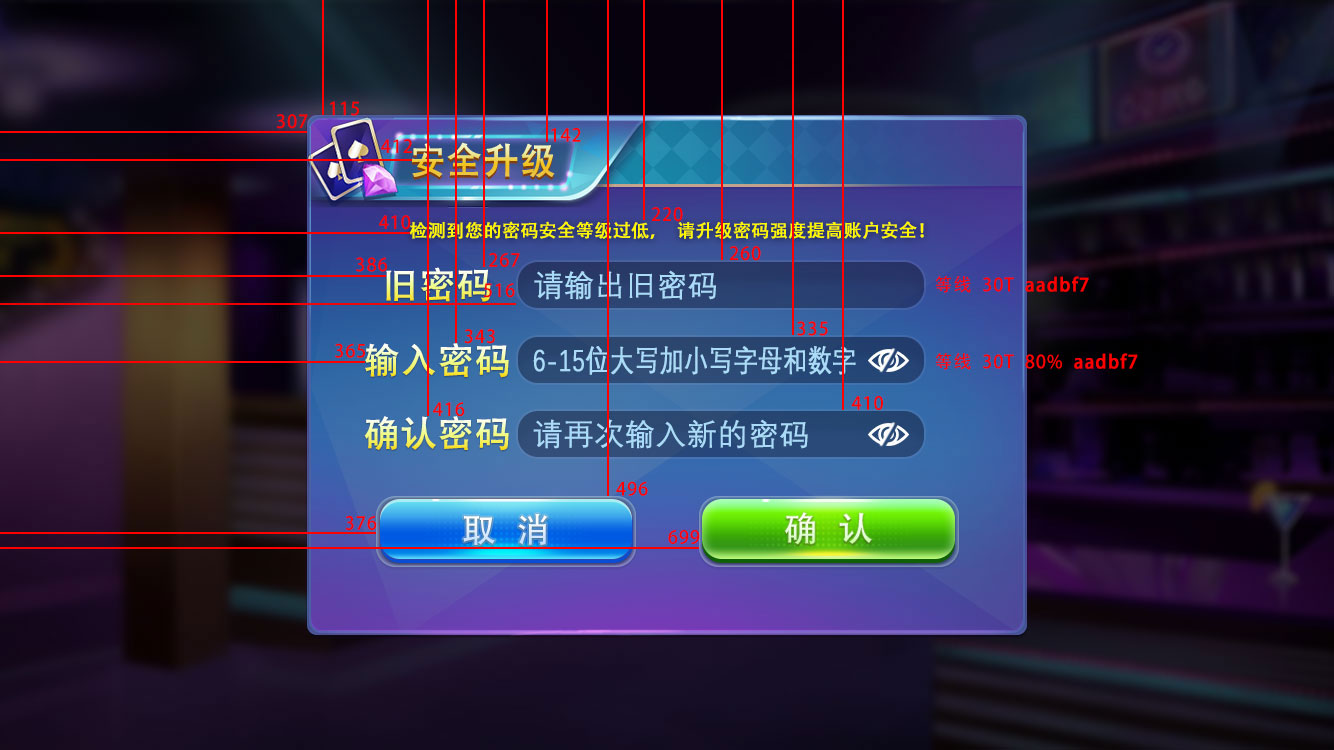 115
307
142
412
安全升级
410
220
检测到您的密码安全等级过低， 请升级密码强度提高账户安全！
260
267
386
旧密码
请输出旧密码
516
等线 30T aadbf7
343
335
365
输入密码
6-15位大写加小写字母和数字
等线 30T 80% aadbf7
416
410
确认密码
请再次输入新的密码
496
376
取 消
699
确 认